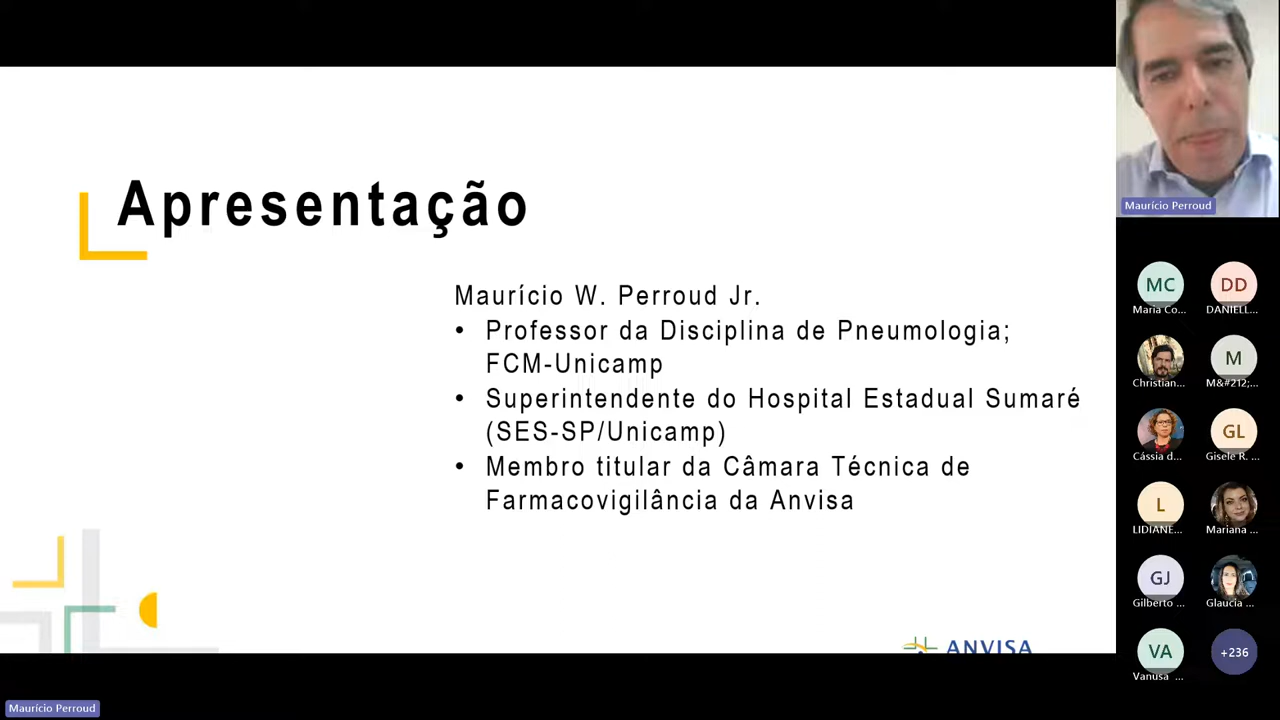 Apresentação
Maurício W. Perroud Jr.
• Professor da Disciplina de Pneumologia;
FCM-Unicamp
• Superintendente do Hospital Estadual Sumaré
(SES-SP/Unicamp)
• Membro titular da Câmara Técnica de
Farmacovigilância da Anvisa
ANVISA
Maurício Perroud
MC
DD
Maria Co...
DANIELL...
M
Christian...
M&#212;...
GL
Cássia d...
Gisele R. ...
L
LIDIANE...
Mariana ...
GJ
Gilberto ...
Glaucia ...
VA
+236
Vanusa ...
Maurício Perroud